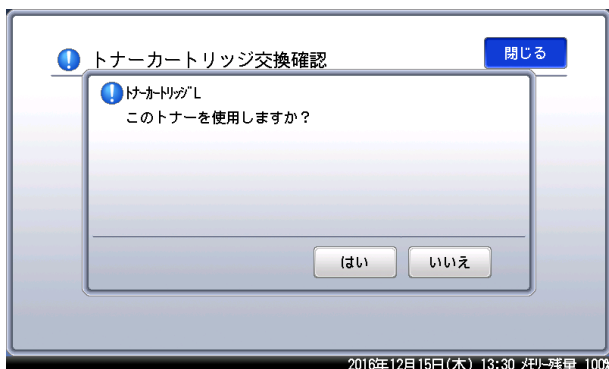 トナーカートリッジ交換確認
閉じる
ﾄﾅｰｶｰﾄﾘｯｼﾞL
このトナーを使用しますか？
はい
いいえ
2016年12月15日(木) 13:30 ﾒﾓﾘｰ残量 100%